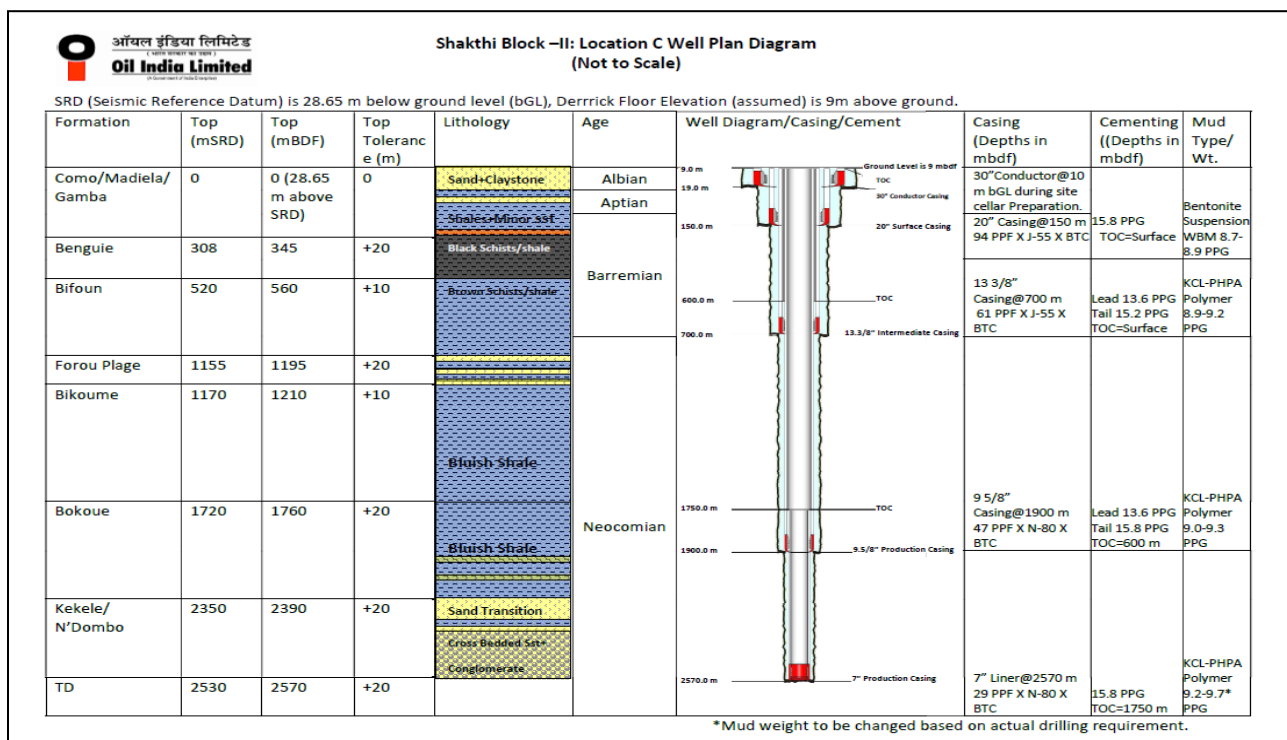 ऑयल इंडिया लिमिटेड
Oil India Limited
(A Government of India Enterprise)
Shakthi Block –II: Location C Well Plan Diagram
(Not to Scale)
SRD (Seismic Reference Datum) is 28.65 m below ground level (bGL), Derrrick Floor Elevation (assumed) is 9m above ground.
Formation Top (mSRD) Top (mBDF) Top Toleranc e (m) Lithology Age Well Diagram/Casing/Cement Casing (Depths in mbdf) Cementing ((Depths in mbdf) Mud Type/ Wt.
Como/Madiela/ Gamba 0 0 (28.65 m above SRD) 0
Benguie 308 345 +20
Bifoun 520 560 +10
Forou Plage 1155 1195 +20
Bikoume 1170 1210 +10
Bokoue 1720 1760 +20
Kekele/ N’Dombo 2350 2390 +20
TD 2530 2570 +20
Sand+Claystone
Shales+Minor SST
Black Schists/shale
Brown Schists/shale
Bluish Shale
Bluish Shale
Sand Transition
Cross Bedded Sst+
Conglomerate
Albian
Aptian
Barremian
Neocomian
9.0 m
Ground Level is 9 mbdf
TOC
19.0 m
30" Conductor Casing
150.0 m
20" Surface Casing
600.0 m
TOC
700.0 m
13.3/8" Intermediate Casing
1750.0 m
TOC
1900.0 m
9.5/8" Production Casing
2570.0 m
7" Production Casing
30”Conductor@10
m bGL during site
cellar Preparation.
20” Casing@150 m
94 PPF X J-55 X BTC
13 3/8”
Casing@700 m
61 PPF X J-55 X
BTC
9 5/8”
Casing@1900 m
47 PPF X N-80 X
BTC
7” Liner@2570 m
29 PPF X N-80 X
BTC
15.8 PPG
TOC=Surface
Lead 13.6 PPG
Tail 15.2 PPG
TOC=Surface
Lead 13.6 PPG
Tail 15.8 PPG
TOC=600 m
15.8 PPG
TOC=1750 m
Bentonite
Suspension
WBM 8.7-
8.9 PPG
KCL-PHPA
Polymer
8.9-9.2
PPG
KCL-PHPA
Polymer
9.0-9.3
PPG
KCL-PHPA
Polymer
9.2-9.7*
PPG
*Mud weight to be changed based on actual drilling requirement.